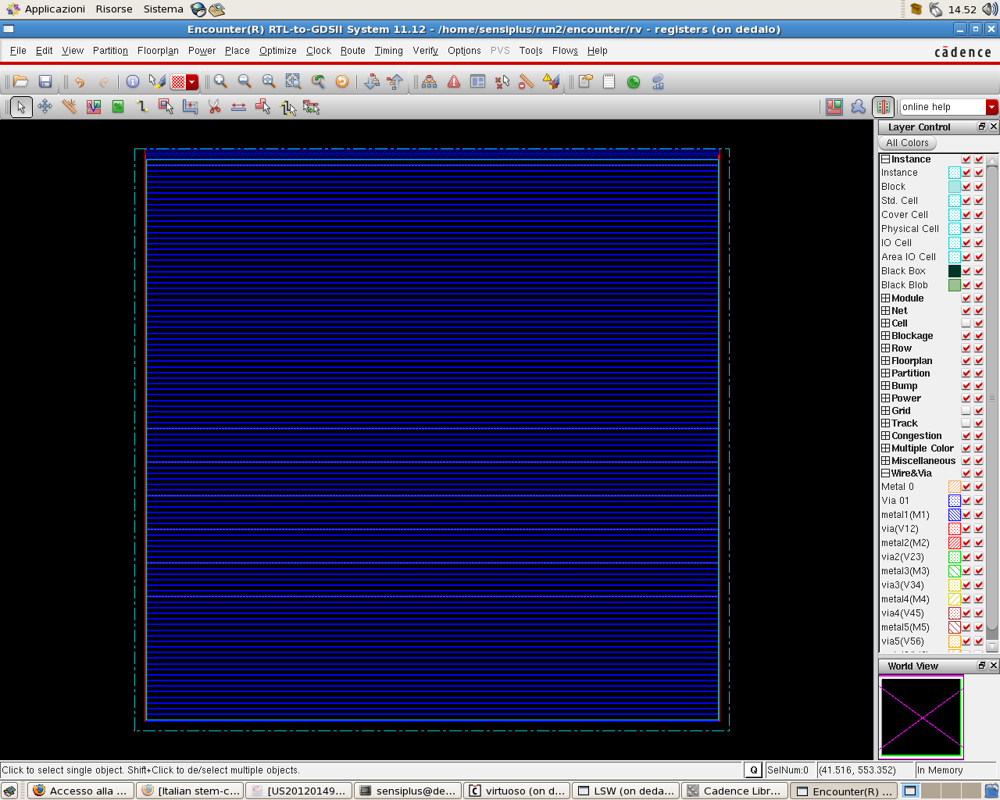 Applicazioni Risorse Sistema 14.52
Encounter(R) RTL-to-GDSII System 11.12 - /home/sensiplus/run2/encounter/rv - registers (on dedalo)
File Edit View Partition Floorplan Power Place Optimize Clock Route Timing Verify Options PVS Tools Flows Help
cādence
online help
Layer Control
All Colors
Instance
Instance
Block
Std. Cell
Cover Cell
Physical Cell
IO Cell
Area IO Cell
Black Box
Black Blob
Module
Net
Cell
Blockage
Row
Floorplan
Partition
Bump
Power
Grid
Track
Congestion
Multiple Color
Miscellaneous
Wire&Via
Metal 0
Via 01
metal1(M1)
via(V12)
metal2(M2)
via2(V23)
metal3(M3)
via3(V34)
metal4(M4)
via4(V45)
metal5(M5)
via5(V56)
World View
Click to select single object. Shift+Click to de/select multiple objects. Q SelNum:0 (41.516, 553.352) In Memory
Accesso alla ... [Italian stem-c... [US20120149... sensiplus@de... virtuoso (on d... LSW (on deda... Cadence Libr... Encounter(R) ...